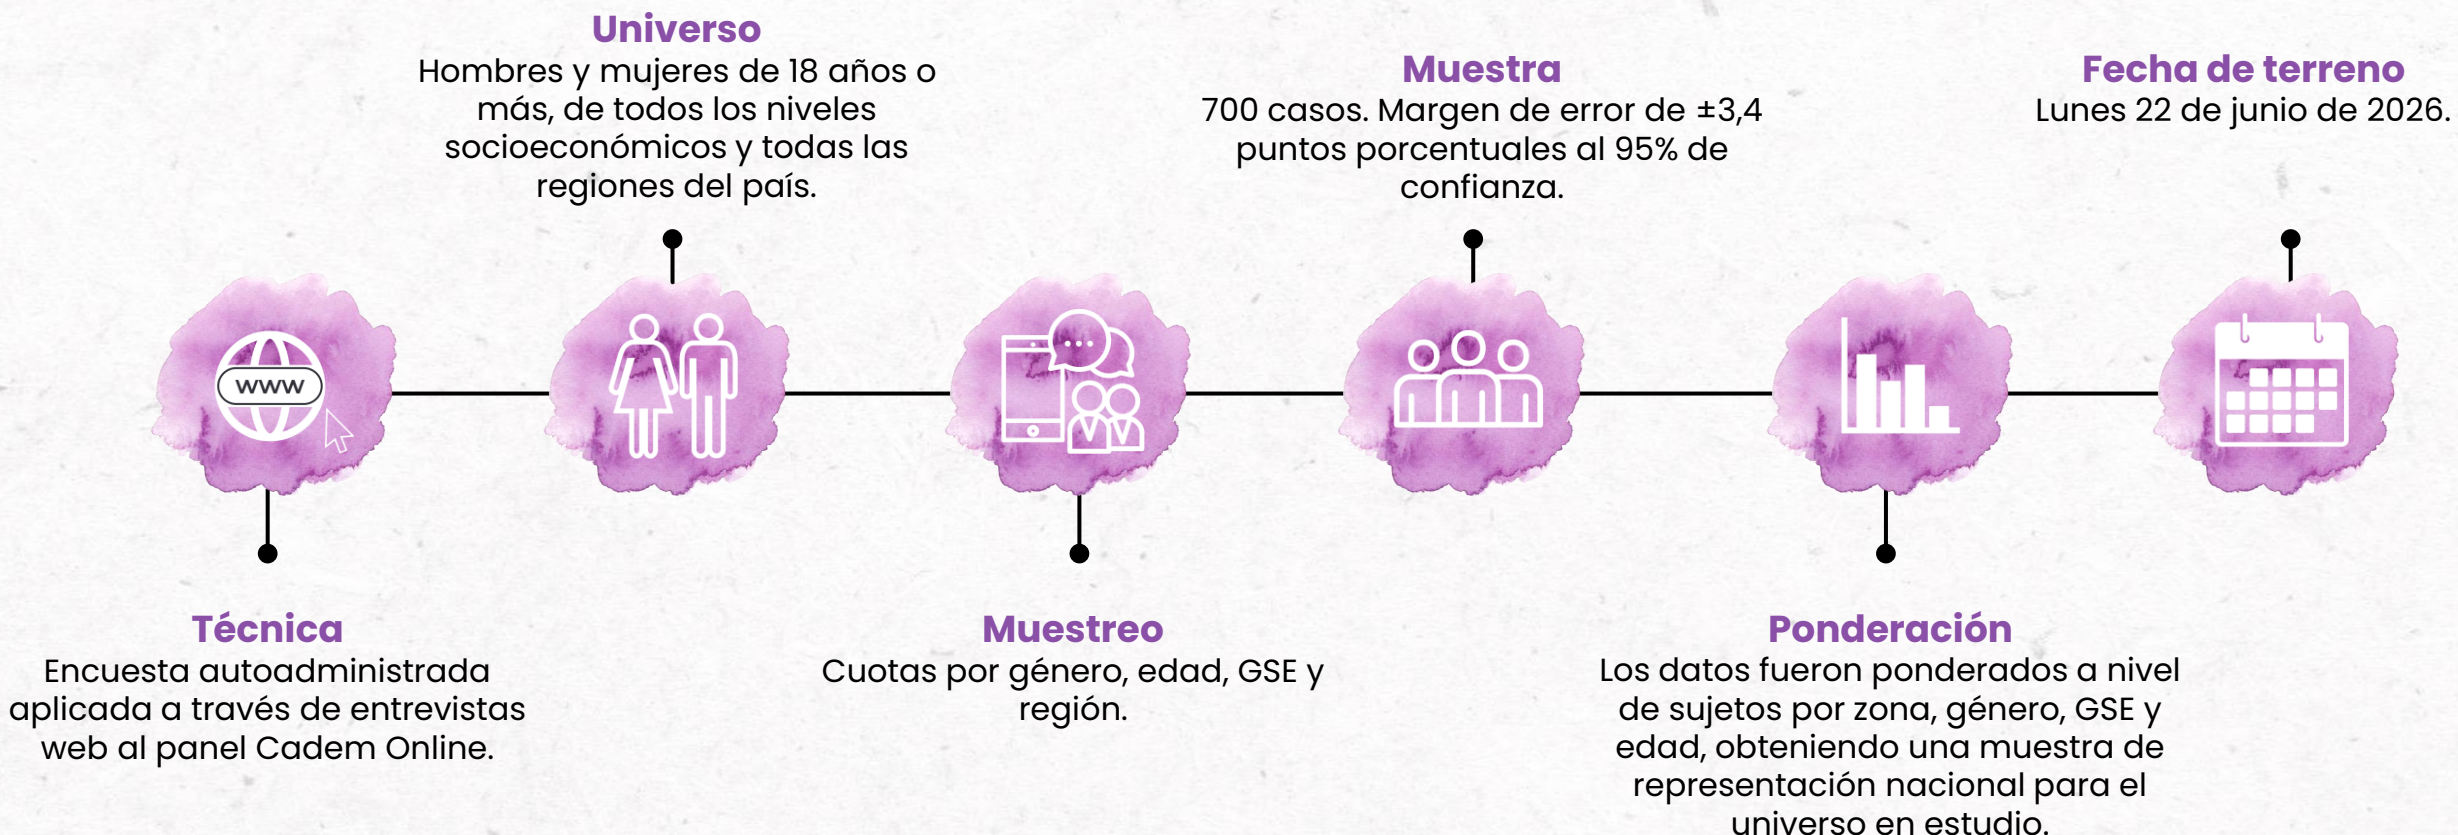 Universo
Hombres y mujeres de 18 años o
más, de todos los niveles
socioeconómicos y todas las
regiones del país.
Muestra
700 casos. Margen de error de ±3,4
puntos porcentuales al 95% de
confianza.
Fecha de terreno
Lunes 22 de junio de 2026.
www
Técnica
Encuesta autoadministrada
aplicada a través de entrevistas
web al panel Cadem Online.
Muestreo
Cuotas por género, edad, GSE y
región.
Ponderación
Los datos fueron ponderados a nivel
de sujetos por zona, género, GSE y
edad, obteniendo una muestra de
representación nacional para el
universo en estudio.